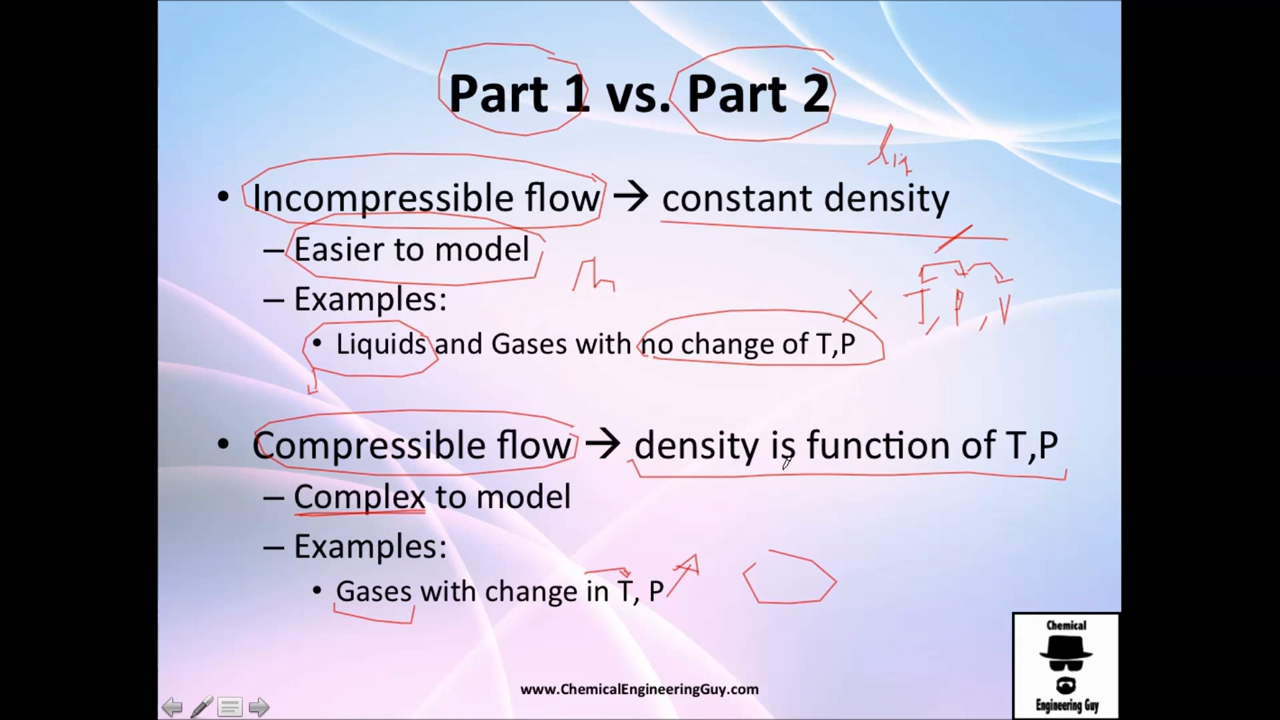 Part 1 vs. Part 2
liq
• Incompressible flow → constant density
– Easier to model
– Examples:
X T, P, V
• Liquids and Gases with no change of T,P
• Compressible flow → density is function of T,P
– Complex to model
– Examples:
• Gases with change in T, P
Chemical
Engineering Guy
www.ChemicalEngineeringGuy.com